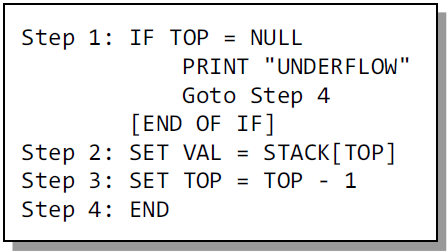 Step 1: IF TOP = NULL
PRINT "UNDERFLOW"
Goto Step 4
[END OF IF]
Step 2: SET VAL = STACK[TOP]
Step 3: SET TOP = TOP - 1
Step 4: END